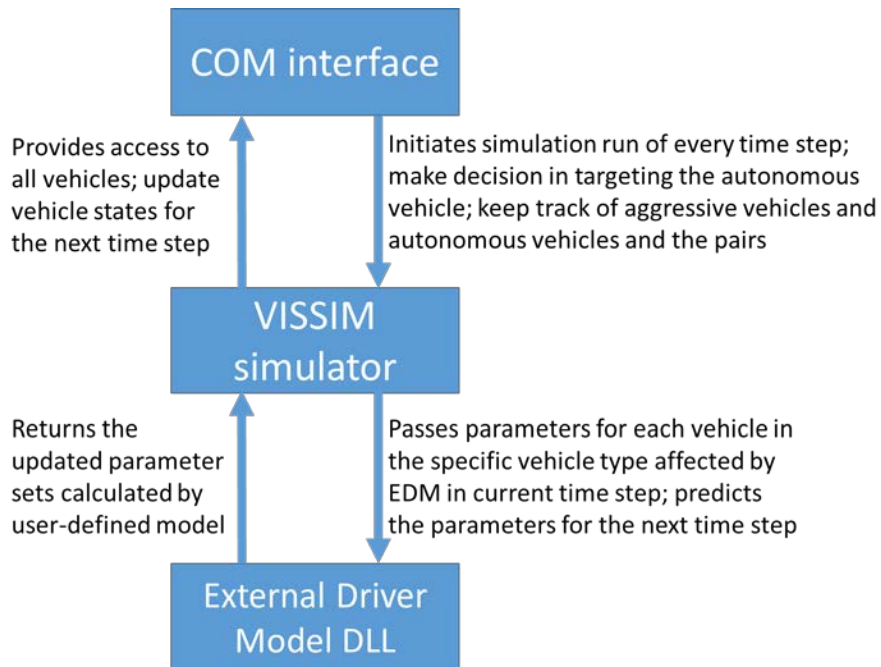 COM interface
Provides access to
all vehicles; update
vehicle states for
the next time step
Initiates simulation run of every time step;
make decision in targeting the autonomous
vehicle; keep track of aggressive vehicles and
autonomous vehicles and the pairs
VISSIM
simulator
Returns the
updated parameter
sets calculated by
user-defined model
Passes parameters for each vehicle in
the specific vehicle type affected by
EDM in current time step; predicts
the parameters for the next time step
External Driver
Model DLL